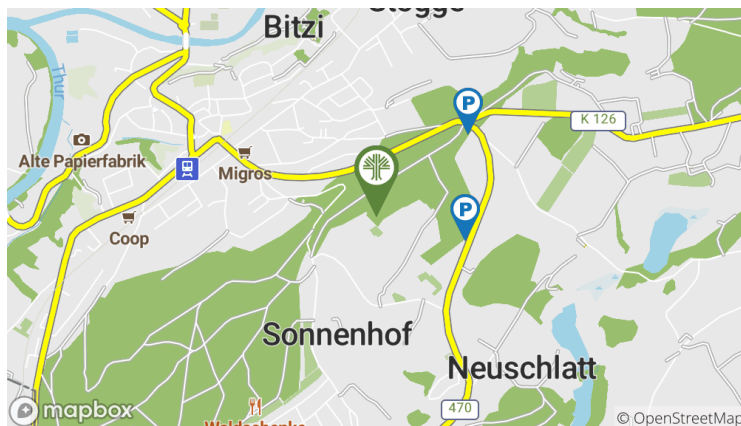 Bitzi
Thur
P
K 126
Alte Papierfabrik
Migros
P
Coop
Sonnenhof
Neuschlatt
470
mapbox
© OpenStreetMap